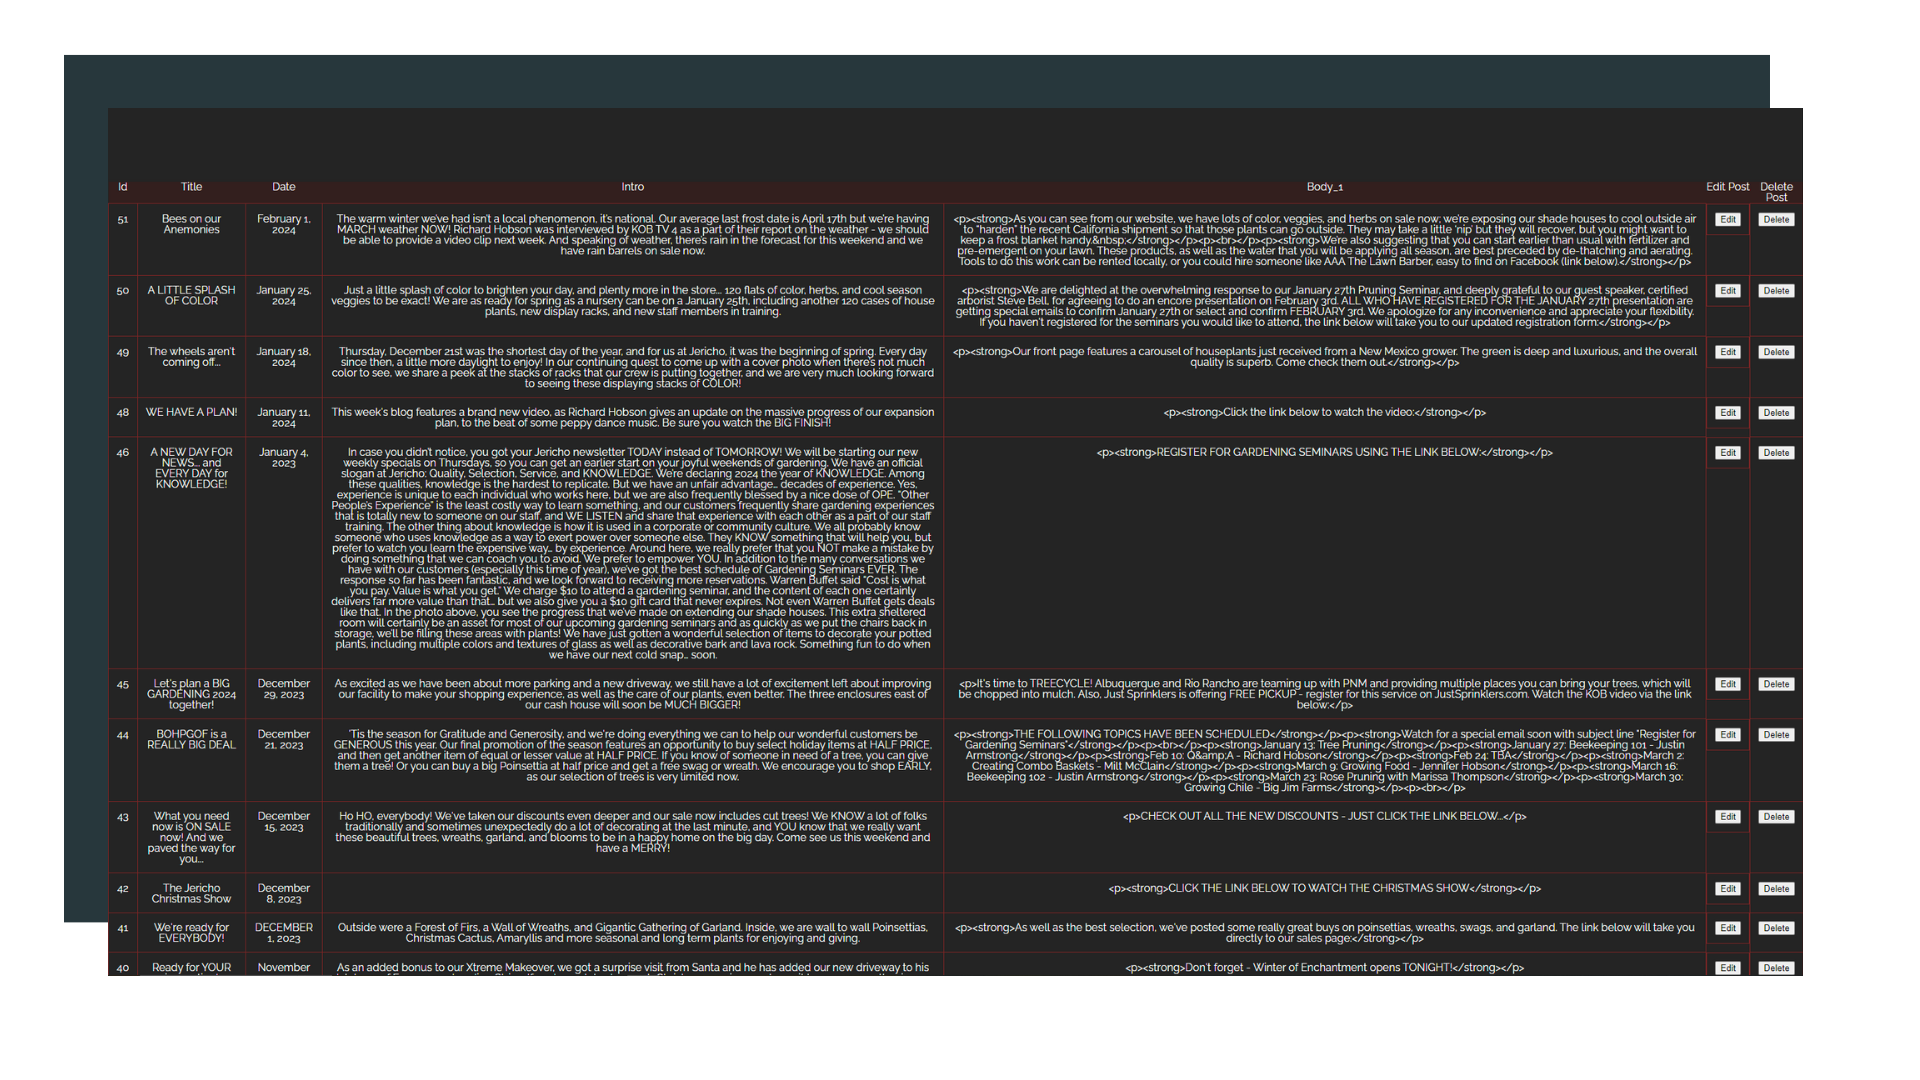 Id Title Date Intro Body_1 Edit Post Delete
Post
51
Bees on our
Anemonies
February 1,
2024
The warm winter we've had isn't a local phenomenon, it's national. Our average last frost date is April 17th but we're having
MARCH weather NOW! Richard Hobson was interviewed by KOB TV 4 as a part of their report on the weather - we should
be able to provide a video clip next week. And speaking of weather, there's rain in the forecast for this weekend and we
have rain barrels on sale now.
<p><strong>As you can see from our website, we have lots of color, veggies, and herbs on sale now; we're exposing our shade houses to cool outside air
to "harden" the recent California shipment so that those plants can go outside. They may take a little 'nip' but they will recover, but you might want to
keep a frost blanket handy.&nbsp;</strong></p><p><br></p><p><strong>We're also suggesting that you can start earlier than usual with fertilizer and
pre-emergent on your lawn. These products, as well as the water that you will be applying all season, are best preceded by de-thatching and aerating.
Tools to do this work can be rented locally, or you could hire someone like AAA The Lawn Barber, easy to find on Facebook (link below).</strong></p>
Edit
Delete
50
A LITTLE SPLASH
OF COLOR
January 25,
2024
Just a little splash of color to brighten your day, and plenty more in the store... 120 flats of color, herbs, and cool season
veggies to be exact! We are as ready for spring as a nursery can be on a January 25th, including another 120 cases of house
plants, new display racks, and new staff members in training.
<p><strong>We are delighted at the overwhelming response to our January 27th Pruning Seminar, and deeply grateful to our guest speaker, certified
arborist Steve Bell, for agreeing to do an encore presentation on February 3rd. ALL WHO HAVE REGISTERED FOR THE JANUARY 27th presentation are
getting special emails to confirm January 27th or select and confirm FEBRUARY 3rd. We apologize for any inconvenience and appreciate your flexibility.
If you haven't registered for the seminars you would like to attend, the link below will take you to our updated registration form:</strong></p>
Edit
Delete
49
The wheels aren't
coming off...
January 18,
2024
Thursday, December 21st was the shortest day of the year, and for us at Jericho, it was the beginning of spring. Every day
since then, a little more daylight to enjoy! In our continuing quest to come up with a cover photo when there's not much
color to see, we share a peek at the stacks of racks that our crew is putting together, and we are very much looking forward
to seeing these displaying stacks of COLOR!
<p><strong>Our front page features a carousel of houseplants just received from a New Mexico grower. The green is deep and luxurious, and the overall
quality is superb. Come check them out.</strong></p>
Edit
Delete
48
WE HAVE A PLAN!
January 11,
2024
This week's blog features a brand new video, as Richard Hobson gives an update on the massive progress of our expansion
plan, to the beat of some peppy dance music. Be sure you watch the BIG FINISH!
<p><strong>Click the link below to watch the video:</strong></p>
Edit
Delete
46
A NEW DAY FOR
NEWS... and
EVERY DAY for
KNOWLEDGE!
January 4,
2023
In case you didn't notice, you got your Jericho newsletter TODAY instead of TOMORROW! We will be starting our new
weekly specials on Thursdays, so you can get an earlier start on your joyful weekends of gardening. We have an official
slogan at Jericho: Quality, Selection, Service, and KNOWLEDGE. We're declaring 2024 the year of KNOWLEDGE. Among
these qualities, knowledge is the hardest to replicate. But we have an unfair advantage... decades of experience. Yes,
experience is unique to each individual who works here, but we are also frequently blessed by a nice dose of OPE. "Other
People's Experience" is the least costly way to learn something, and our customers frequently share gardening experiences
that is totally new to someone on our staff, and WE LISTEN and share that experience with each other as a part of our staff
training. The other thing about knowledge is how it is used in a corporate or community culture. We all probably know
someone who uses knowledge as a way to exert power over someone else. They KNOW something that will help you, but
prefer to watch you learn the expensive way... by experience. Around here, we really prefer that you NOT make a mistake by
doing something that we can coach you to avoid. We prefer to empower YOU. In addition to the many conversations we
have with our customers (especially this time of year), we've got the best schedule of Gardening Seminars EVER. The
response so far has been fantastic, and we look forward to receiving more reservations. Warren Buffet said "Cost is what
you pay. Value is what you get." We charge $10 to attend a gardening seminar, and the content of each one certainly
delivers far more value than that... but we also give you a $10 gift card that never expires. Not even Warren Buffet gets deals
like that. In the photo above, you see the progress that we've made on extending our shade houses. This extra sheltered
room will certainly be an asset for most of our upcoming gardening seminars and as quickly as we put the chairs back in
storage, we'll be filling these areas with plants! We have just gotten a wonderful selection of items to decorate your potted
plants, including multiple colors and textures of glass as well as decorative bark and lava rock. Something fun to do when
we have our next cold snap... soon.
<p><strong>REGISTER FOR GARDENING SEMINARS USING THE LINK BELOW:</strong></p>
Edit
Delete
45
Let's plan a BIG
GARDENING 2024
together!
December
29, 2023
As excited as we have been about more parking and a new driveway, we still have a lot of excitement left about improving
our facility to make your shopping experience, as well as the care of our plants, even better. The three enclosures east of
our cash house will soon be MUCH BIGGER!
<p>It's time to TREECYCLE! Albuquerque and Rio Rancho are teaming up with PNM and providing multiple places you can bring your trees, which will
be chopped into mulch. Also, Just Sprinklers is offering FREE PICKUP - register for this service on JustSprinklers.com. Watch the KOB video via the link
below:</p>
Edit
Delete
44
BOHPGOF is a
REALLY BIG DEAL
December
21, 2023
'Tis the season for Gratitude and Generosity, and we're doing everything we can to help our wonderful customers be
GENEROUS this year. Our final promotion of the season features an opportunity to buy select holiday items at HALF PRICE,
and then get another item of equal or lesser value at HALF PRICE. If you know of someone in need of a tree, you can give
them a tree! Or you can buy a big Poinsettia at half price and get a free swag or wreath. We encourage you to shop EARLY,
as our selection of trees is very limited now.
<p><strong>THE FOLLOWING TOPICS HAVE BEEN SCHEDULED</strong></p><p><strong>Watch for a special email soon with subject line "Register for
Gardening Seminars"</strong></p><p><br></p><p><strong>January 13: Tree Pruning</strong></p><p><strong>January 27: Beekeeping 101 - Justin
Armstrong</strong></p><p><strong>Feb 10: Q&amp;A - Richard Hobson</strong></p><p><strong>Feb 24: TBA</strong></p><p><strong>March 2:
Creating Combo Baskets - Milt McClain</strong></p><p><strong>March 9: Growing Food - Jennifer Hobson</strong></p><p><strong>March 16:
Beekeeping 102 - Justin Armstrong</strong></p><p><strong>March 23: Rose Pruning with Marissa Thompson</strong></p><p><strong>March 30:
Growing Chile - Big Jim Farms</strong></p><p><br></p>
Edit
Delete
43
What you need
now is ON SALE
now! And we
paved the way for
you...
December
15, 2023
Ho HO, everybody! We've taken our discounts even deeper and our sale now includes cut trees! We KNOW a lot of folks
traditionally and sometimes unexpectedly do a lot of decorating at the last minute, and YOU know that we really want
these beautiful trees, wreaths, garland, and blooms to be in a happy home on the big day. Come see us this weekend and
have a MERRY!
<p>CHECK OUT ALL THE NEW DISCOUNTS - JUST CLICK THE LINK BELOW...</p>
Edit
Delete
42
The Jericho
Christmas Show
December
8, 2023
<p><strong>CLICK THE LINK BELOW TO WATCH THE CHRISTMAS SHOW</strong></p>
Edit
Delete
41
We're ready for
EVERYBODY!
DECEMBER
1, 2023
Outside were a Forest of Firs, a Wall of Wreaths, and Gigantic Gathering of Garland. Inside, we are wall to wall Poinsettias,
Christmas Cactus, Amaryllis and more seasonal and long term plants for enjoying and giving.
<p><strong>As well as the best selection, we've posted some really great buys on poinsettias, wreaths, swags, and garland. The link below will take you
directly to our sales page:</strong></p>
Edit
Delete
40
Ready for YOUR
November
As an added bonus to our Xtreme Makeover, we got a surprise visit from Santa and he has added our new driveway to his
<p><strong>Don't forget - Winter of Enchantment opens TONIGHT!</strong></p>
Edit
Delete